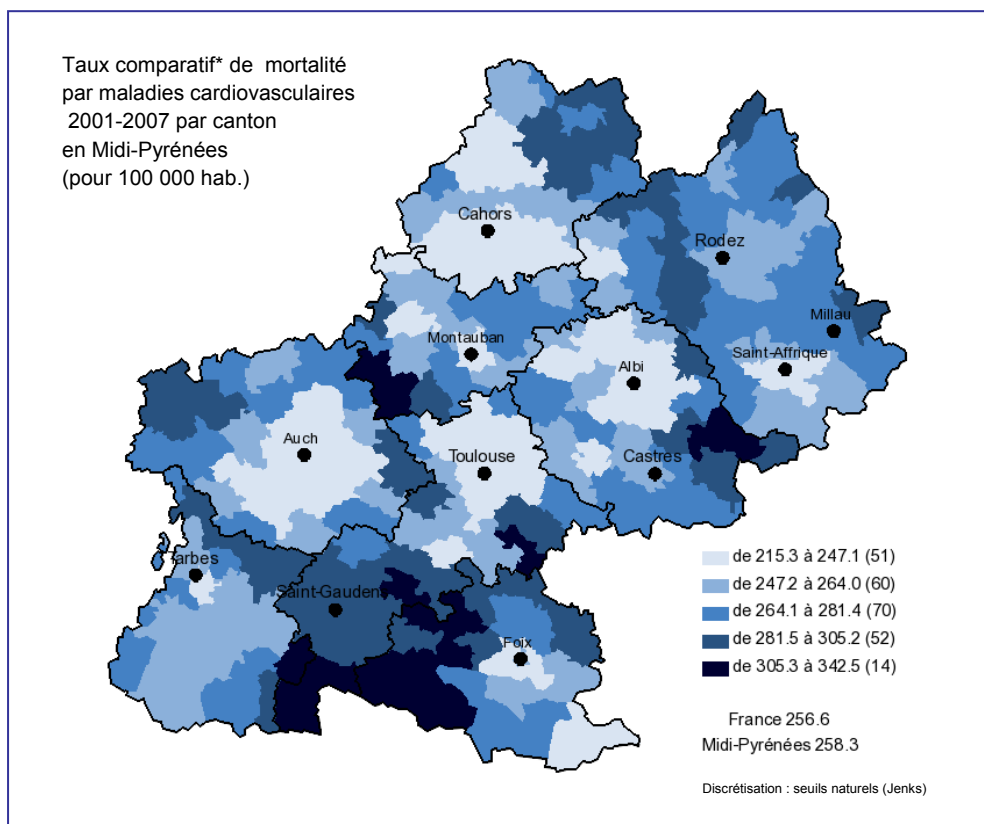 Taux comparatif* de mortalité
par maladies cardiovasculaires
2001-2007 par canton
en Midi-Pyrénées
(pour 100 000 hab.)
Cahors
Rodez
Millau
Montauban
Saint-Affrique
Albi
Auch
Toulouse
Castres
Tarbes
Saint-Gaudens
Foix
de 215.3 à 247.1 (51)
de 247.2 à 264.0 (60)
de 264.1 à 281.4 (70)
de 281.5 à 305.2 (52)
de 305.3 à 342.5 (14)
France 256.6
Midi-Pyrénées 258.3
Discrétisation : seuils naturels (Jenks)